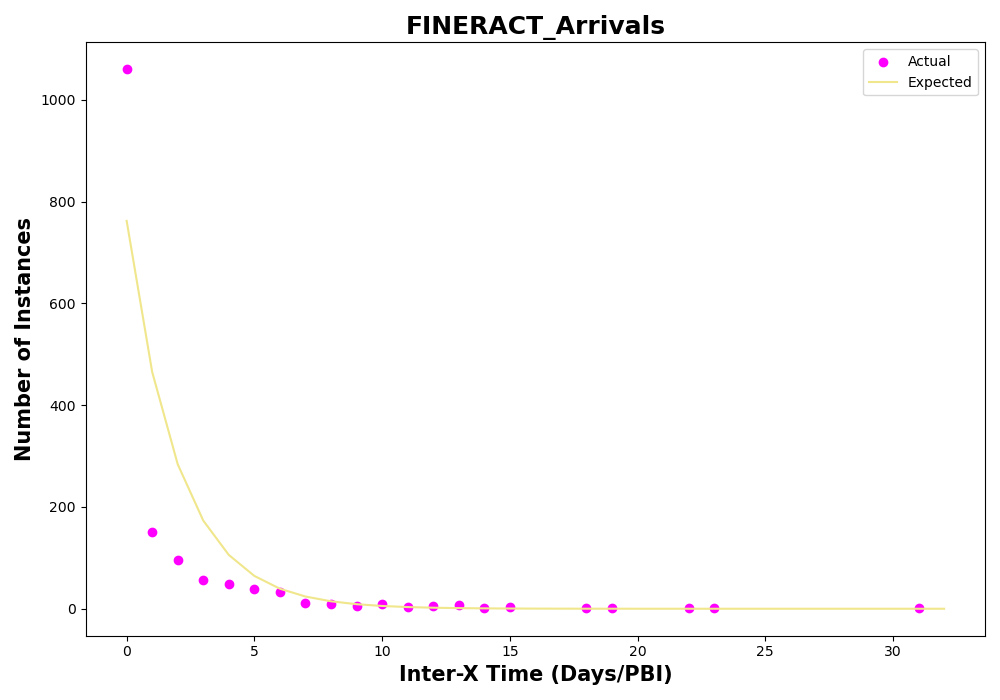 FINERACT_Arrivals
Actual
Expected
Number of Instances
1000
800
600
400
200
0
0 5 10 15 20 25 30
Inter-X Time (Days/PBI)